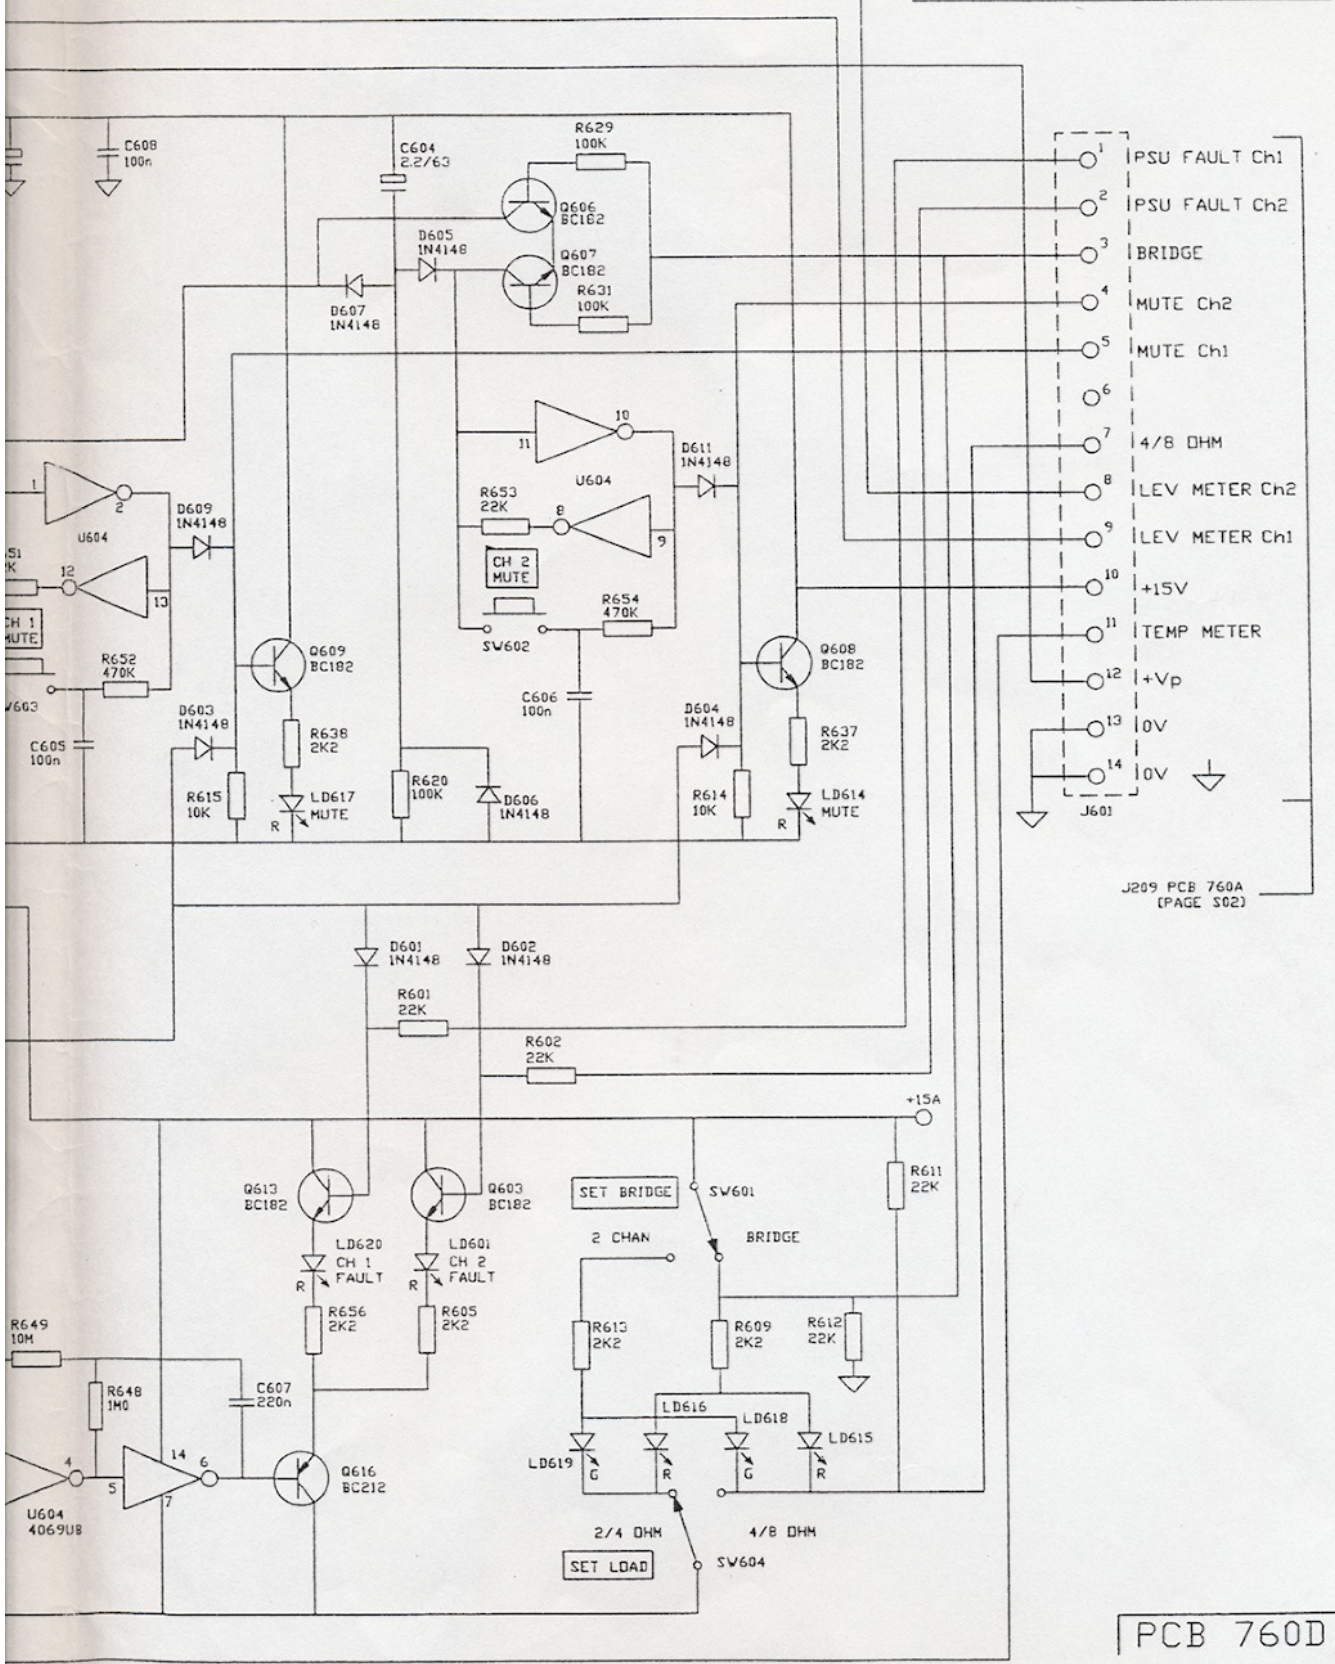 C608
100n
C604
2.2/63
R629
100K
Q606
BC182
D605
1N4148
Q607
BC182
R631
100K
D607
1N4148
1
PSU FAULT Ch1
2
PSU FAULT Ch2
3
BRIDGE
4
MUTE Ch2
5
MUTE Ch1
6
7
4/8 OHM
8
LEV METER Ch2
9
LEV METER Ch1
10
+15V
11
TEMP METER
12
+Vp
13
0V
14
0V
J601
J209 PCB 760A
(PAGE S02)
1
2
U604
D609
1N4148
51
2K
12
13
CH 1
MUTE
R652
470K
W603
C605
100n
10
11
U604
D611
1N4148
R653
22K
8
9
CH 2
MUTE
SW602
R654
470K
C606
100n
Q609
BC182
Q608
BC182
D603
1N4148
R638
2K2
R615
10K
LD617
MUTE
R
R620
100K
D606
1N4148
D604
1N4148
R637
2K2
R614
10K
LD614
MUTE
R
D601
1N4148
D602
1N4148
R601
22K
R602
22K
+15A
Q613
BC182
Q603
BC182
SET BRIDGE
SW601
R611
22K
2 CHAN
BRIDGE
LD620
CH 1
FAULT
R
LD601
CH 2
FAULT
R
R656
2K2
R605
2K2
R613
2K2
R609
2K2
R612
22K
R649
10M
R648
1M0
C607
220n
LD616
LD618
LD615
LD619
G
R
G
R
4
5
14
6
7
Q616
BC212
U604
4069UB
2/4 OHM
4/8 OHM
SET LOAD
SW604
PCB 760D